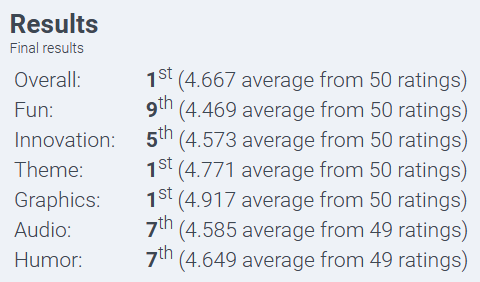 Results
Final results
Overall: 1st (4.667 average from 50 ratings)
Fun: 9th (4.469 average from 50 ratings)
Innovation: 5th (4.573 average from 50 ratings)
Theme: 1st (4.771 average from 50 ratings)
Graphics: 1st (4.917 average from 50 ratings)
Audio: 7th (4.585 average from 49 ratings)
Humor: 7th (4.649 average from 49 ratings)